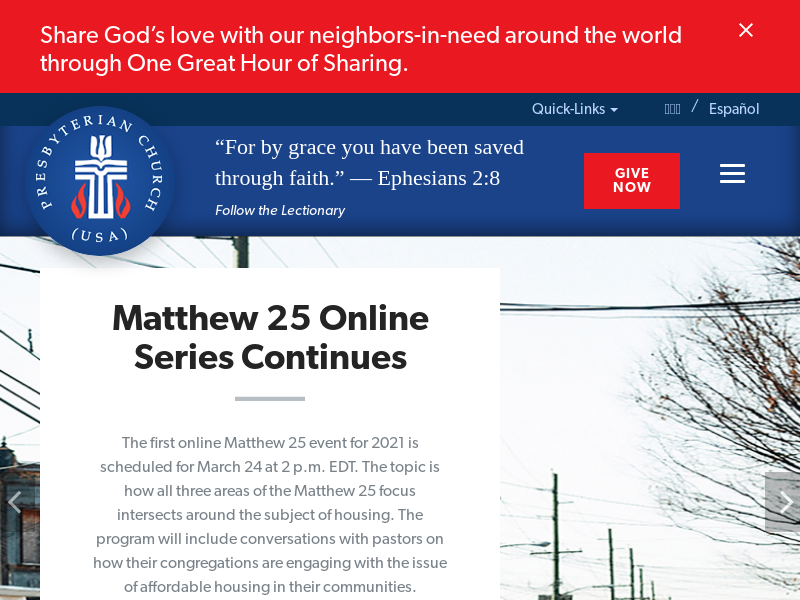 Share God’s love with our neighbors-in-need around the world
through One Great Hour of Sharing.
Quick-Links
/ Español
PRESBYTERIAN CHURCH
(USA)
“For by grace you have been saved
through faith.” — Ephesians 2:8
Follow the Lectionary
GIVE
NOW
Matthew 25 Online
Series Continues
The first online Matthew 25 event for 2021 is
scheduled for March 24 at 2 p.m. EDT. The topic is
how all three areas of the Matthew 25 focus
intersects around the subject of housing. The
program will include conversations with pastors on
how their congregations are engaging with the issue
of affordable housing in their communities.